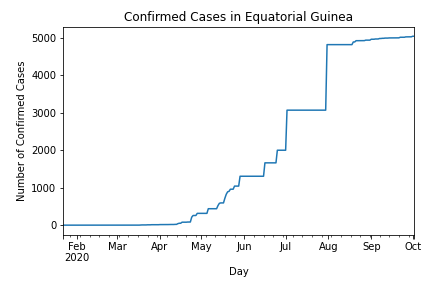 Confirmed Cases in Equatorial Guinea
Number of Confirmed Cases
5000
4000
3000
2000
1000
0
Feb Mar Apr May Jun Jul Aug Sep Oct
2020
Day